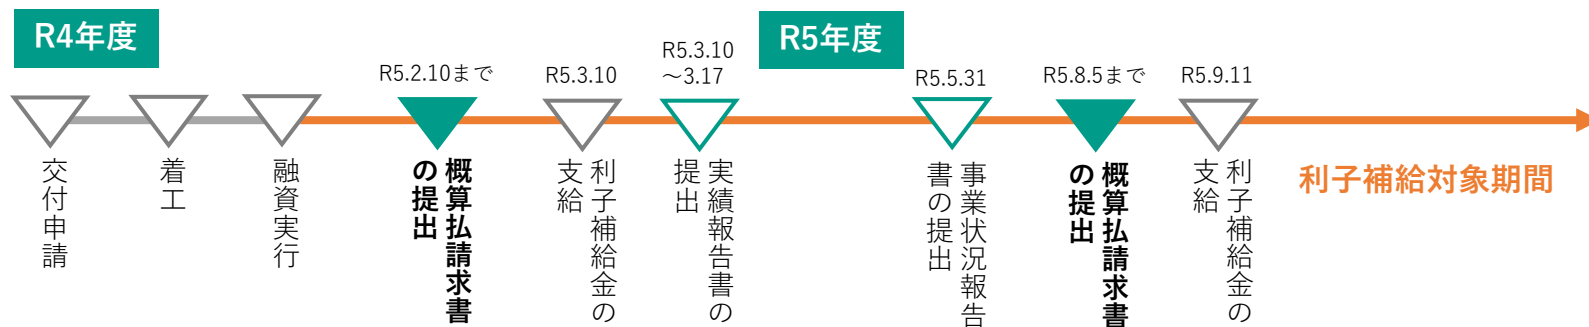 R4年度
R5年度
R5.2.10まで
R5.3.10
R5.3.10
～3.17
R5.5.31
R5.8.5まで
R5.9.11
交付申請
着工
融資実行
概算払請求書
の提出
利子補給金の
支給
実績報告書の
提出
事業状況報告
書の提出
概算払請求書
の提出
利子補給金の
支給
利子補給対象期間